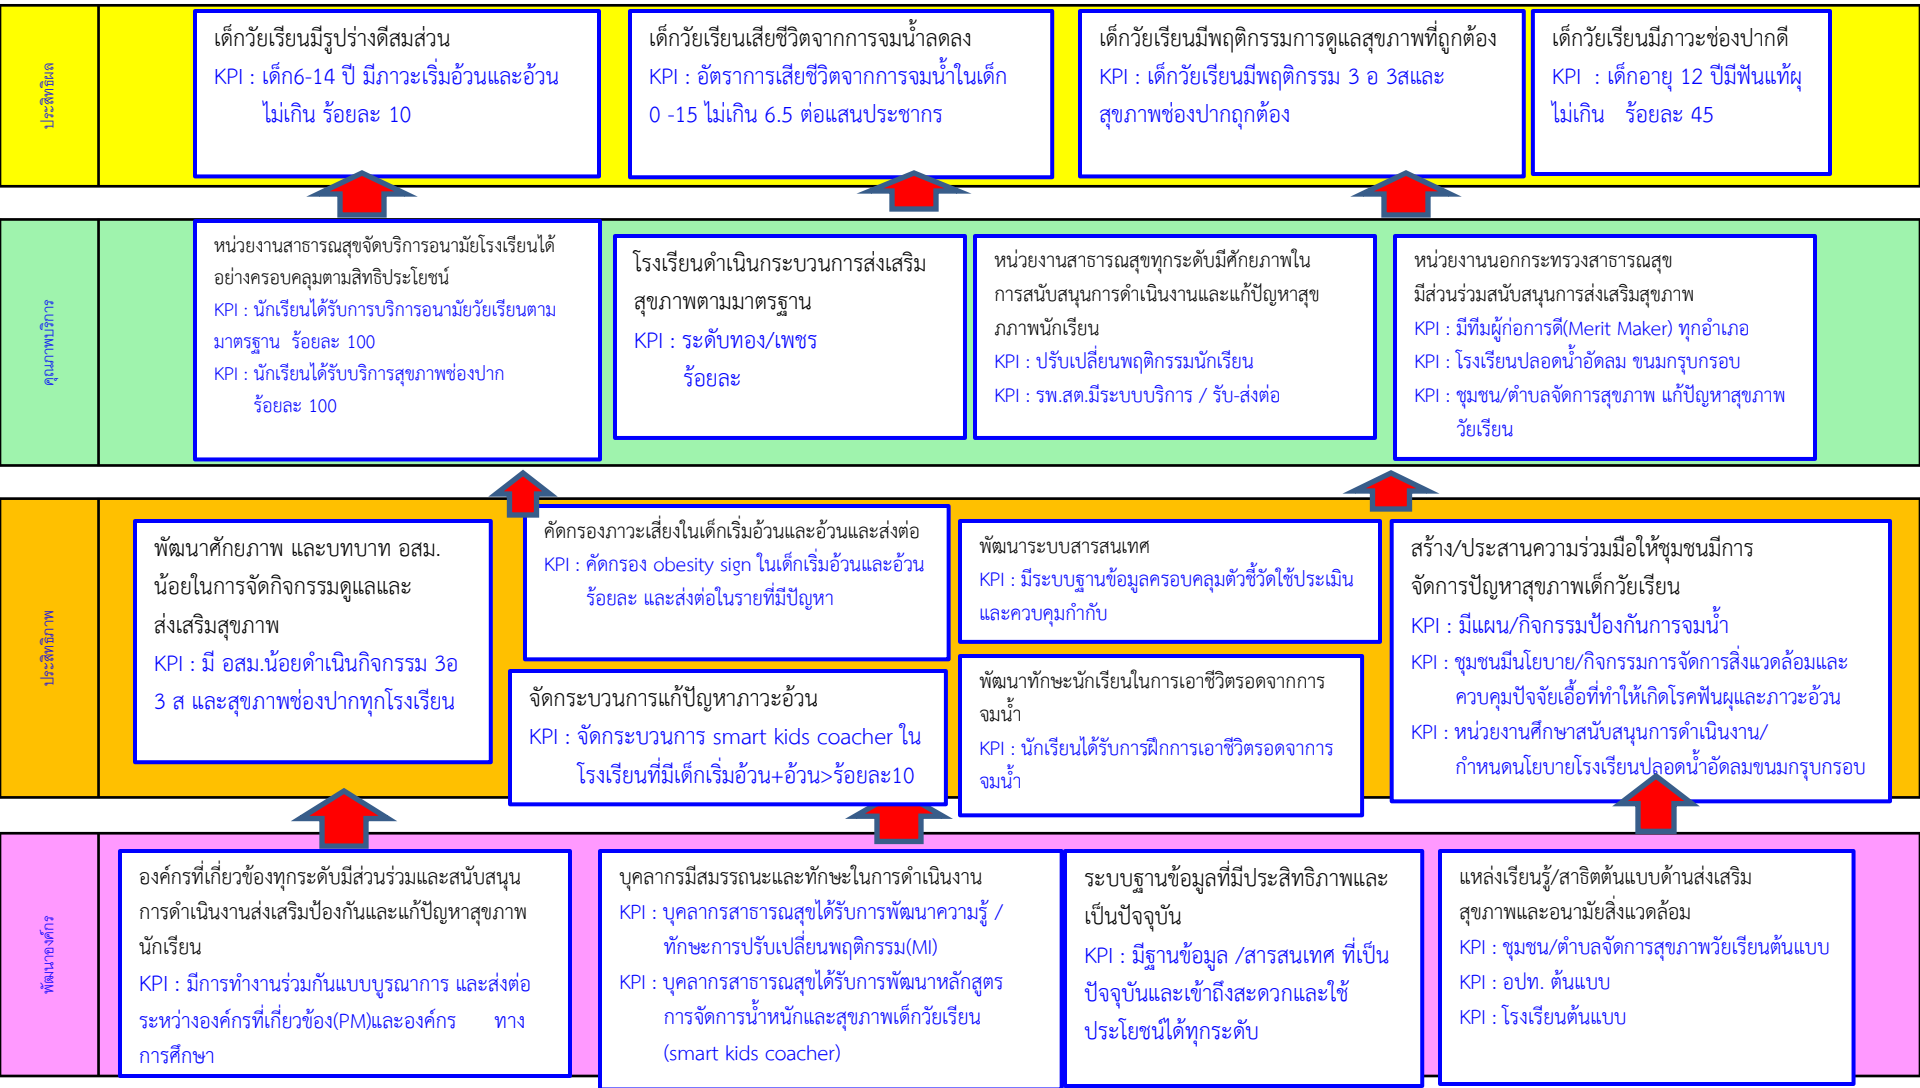 ประสิทธิผล
เด็กวัยเรียนมีรูปร่างดีสมส่วน
KPI : เด็ก6-14 ปี มีภาวะเริ่มอ้วนและอ้วน
ไม่เกิน ร้อยละ 10
เด็กวัยเรียนเสียชีวิตจากการจมน้ำลดลง
KPI : อัตราการเสียชีวิตจากการจมน้ำในเด็ก
0 -15 ไม่เกิน 6.5 ต่อแสนประชากร
เด็กวัยเรียนมีพฤติกรรมการดูแลสุขภาพที่ถูกต้อง
KPI : เด็กวัยเรียนมีพฤติกรรม 3 อ 3สและ
สุขภาพช่องปากถูกต้อง
เด็กวัยเรียนมีภาวะช่องปากดี
KPI : เด็กอายุ 12 ปีมีฟันแท้ผุ
ไม่เกิน ร้อยละ 45
คุณภาพบริการ
หน่วยงานสาธารณสุขจัดบริการอนามัยโรงเรียนได้
อย่างครอบคลุมตามสิทธิประโยชน์
KPI : นักเรียนได้รับการบริการอนามัยวัยเรียนตาม
มาตรฐาน ร้อยละ 100
KPI : นักเรียนได้รับบริการสุขภาพช่องปาก
ร้อยละ 100
โรงเรียนดำเนินกระบวนการส่งเสริม
สุขภาพตามมาตรฐาน
KPI : ระดับทอง/เพชร
ร้อยละ
หน่วยงานสาธารณสุขทุกระดับมีศักยภาพใน
การสนับสนุนการดำเนินงานและแก้ปัญหาสุข
ภภาพนักเรียน
KPI : ปรับเปลี่ยนพฤติกรรมนักเรียน
KPI : รพ.สต.มีระบบบริการ / รับ-ส่งต่อ
หน่วยงานนอกกระทรวงสาธารณสุข
มีส่วนร่วมสนับสนุนการส่งเสริมสุขภาพ
KPI : มีทีมผู้ก่อการดี(Merit Maker) ทุกอำเภอ
KPI : โรงเรียนปลอดน้ำอัดลม ขนมกรุบกรอบ
KPI : ชุมชน/ตำบลจัดการสุขภาพ แก้ปัญหาสุขภาพ
วัยเรียน
ประสิทธิภาพ
พัฒนาศักยภาพ และบทบาท อสม.
น้อยในการจัดกิจกรรมดูแลและ
ส่งเสริมสุขภาพ
KPI : มี อสม.น้อยดำเนินกิจกรรม 3อ
3 ส และสุขภาพช่องปากทุกโรงเรียน
คัดกรองภาวะเสี่ยงในเด็กเริ่มอ้วนและอ้วนและส่งต่อ
KPI : คัดกรอง obesity sign ในเด็กเริ่มอ้วนและอ้วน
ร้อยละ และส่งต่อในรายที่มีปัญหา
จัดกระบวนการแก้ปัญหาภาวะอ้วน
KPI : จัดกระบวนการ smart kids coacher ใน
โรงเรียนที่มีเด็กเริ่มอ้วน+อ้วน>ร้อยละ10
พัฒนาระบบสารสนเทศ
KPI : มีระบบฐานข้อมูลครอบคลุมตัวชี้วัดใช้ประเมิน
และควบคุมกำกับ
พัฒนาทักษะนักเรียนในการเอาชีวิตรอดจากการ
จมน้ำ
KPI : นักเรียนได้รับการฝึกการเอาชีวิตรอดจาการ
จมน้ำ
สร้าง/ประสานความร่วมมือให้ชุมชนมีการ
จัดการปัญหาสุขภาพเด็กวัยเรียน
KPI : มีแผน/กิจกรรมป้องกันการจมน้ำ
KPI : ชุมชนมีนโยบาย/กิจกรรมการจัดการสิ่งแวดล้อมและ
ควบคุมปัจจัยเอื้อที่ทำให้เกิดโรคฟันผุและภาวะอ้วน
KPI : หน่วยงานศึกษาสนับสนุนการดำเนินงาน/
กำหนดนโยบายโรงเรียนปลอดน้ำอัดลมขนมกรุบกรอบ
พัฒนาองค์กร
องค์กรที่เกี่ยวข้องทุกระดับมีส่วนร่วมและสนับสนุน
การดำเนินงานส่งเสริมป้องกันและแก้ปัญหาสุขภาพ
นักเรียน
KPI : มีการทำงานร่วมกันแบบบูรณาการ และส่งต่อ
ระหว่างองค์กรที่เกี่ยวข้อง(PM)และองค์กร ทาง
การศึกษา
บุคลากรมีสมรรถนะและทักษะในการดำเนินงาน
KPI : บุคลากรสาธารณสุขได้รับการพัฒนาความรู้ /
ทักษะการปรับเปลี่ยนพฤติกรรม(MI)
KPI : บุคลากรสาธารณสุขได้รับการพัฒนาหลักสูตร
การจัดการน้ำหนักและสุขภาพเด็กวัยเรียน
(smart kids coacher)
ระบบฐานข้อมูลที่มีประสิทธิภาพและ
เป็นปัจจุบัน
KPI : มีฐานข้อมูล /สารสนเทศ ที่เป็น
ปัจจุบันและเข้าถึงสะดวกและใช้
ประโยชน์ได้ทุกระดับ
แหล่งเรียนรู้/สาธิตต้นแบบด้านส่งเสริม
สุขภาพและอนามัยสิ่งแวดล้อม
KPI : ชุมชน/ตำบลจัดการสุขภาพวัยเรียนต้นแบบ
KPI : อปท. ต้นแบบ
KPI : โรงเรียนต้นแบบ